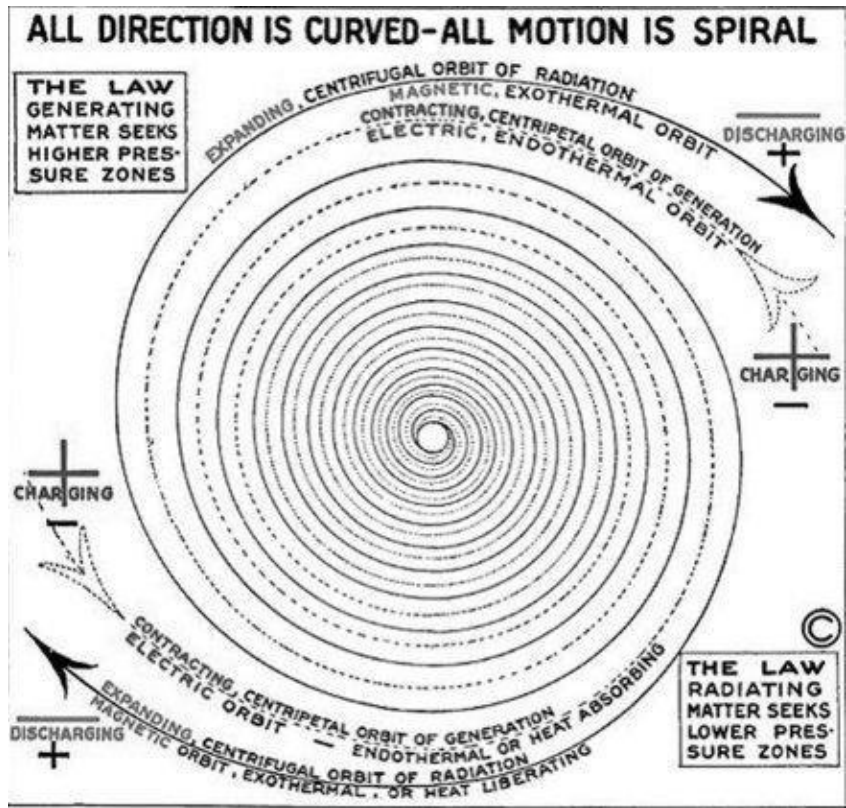 ALL DIRECTION IS CURVED-ALL MOTION IS SPIRAL
THE LAW
GENERATING
MATTER SEEKS
HIGHER PRES-
SURE ZONES
EXPANDING, CENTRIFUGAL ORBIT OF RADIATION
MAGNETIC, EXOTHERMAL ORBIT
CONTRACTING, CENTRIPETAL ORBIT OF GENERATION
ELECTRIC, ENDOTHERMAL ORBIT
DISCHARGING
+
+
CHARGING
−
+
CHARGING
−
CONTRACTING, CENTRIPETAL ORBIT OF GENERATION
ELECTRIC ORBIT — ENDOTHERMAL OR HEAT ABSORBING
EXPANDING, CENTRIFUGAL ORBIT OF RADIATION
MAGNETIC ORBIT, EXOTHERMAL, OR HEAT LIBERATING
DISCHARGING
+
©
THE LAW
RADIATING
MATTER SEEKS
LOWER PRES-
SURE ZONES